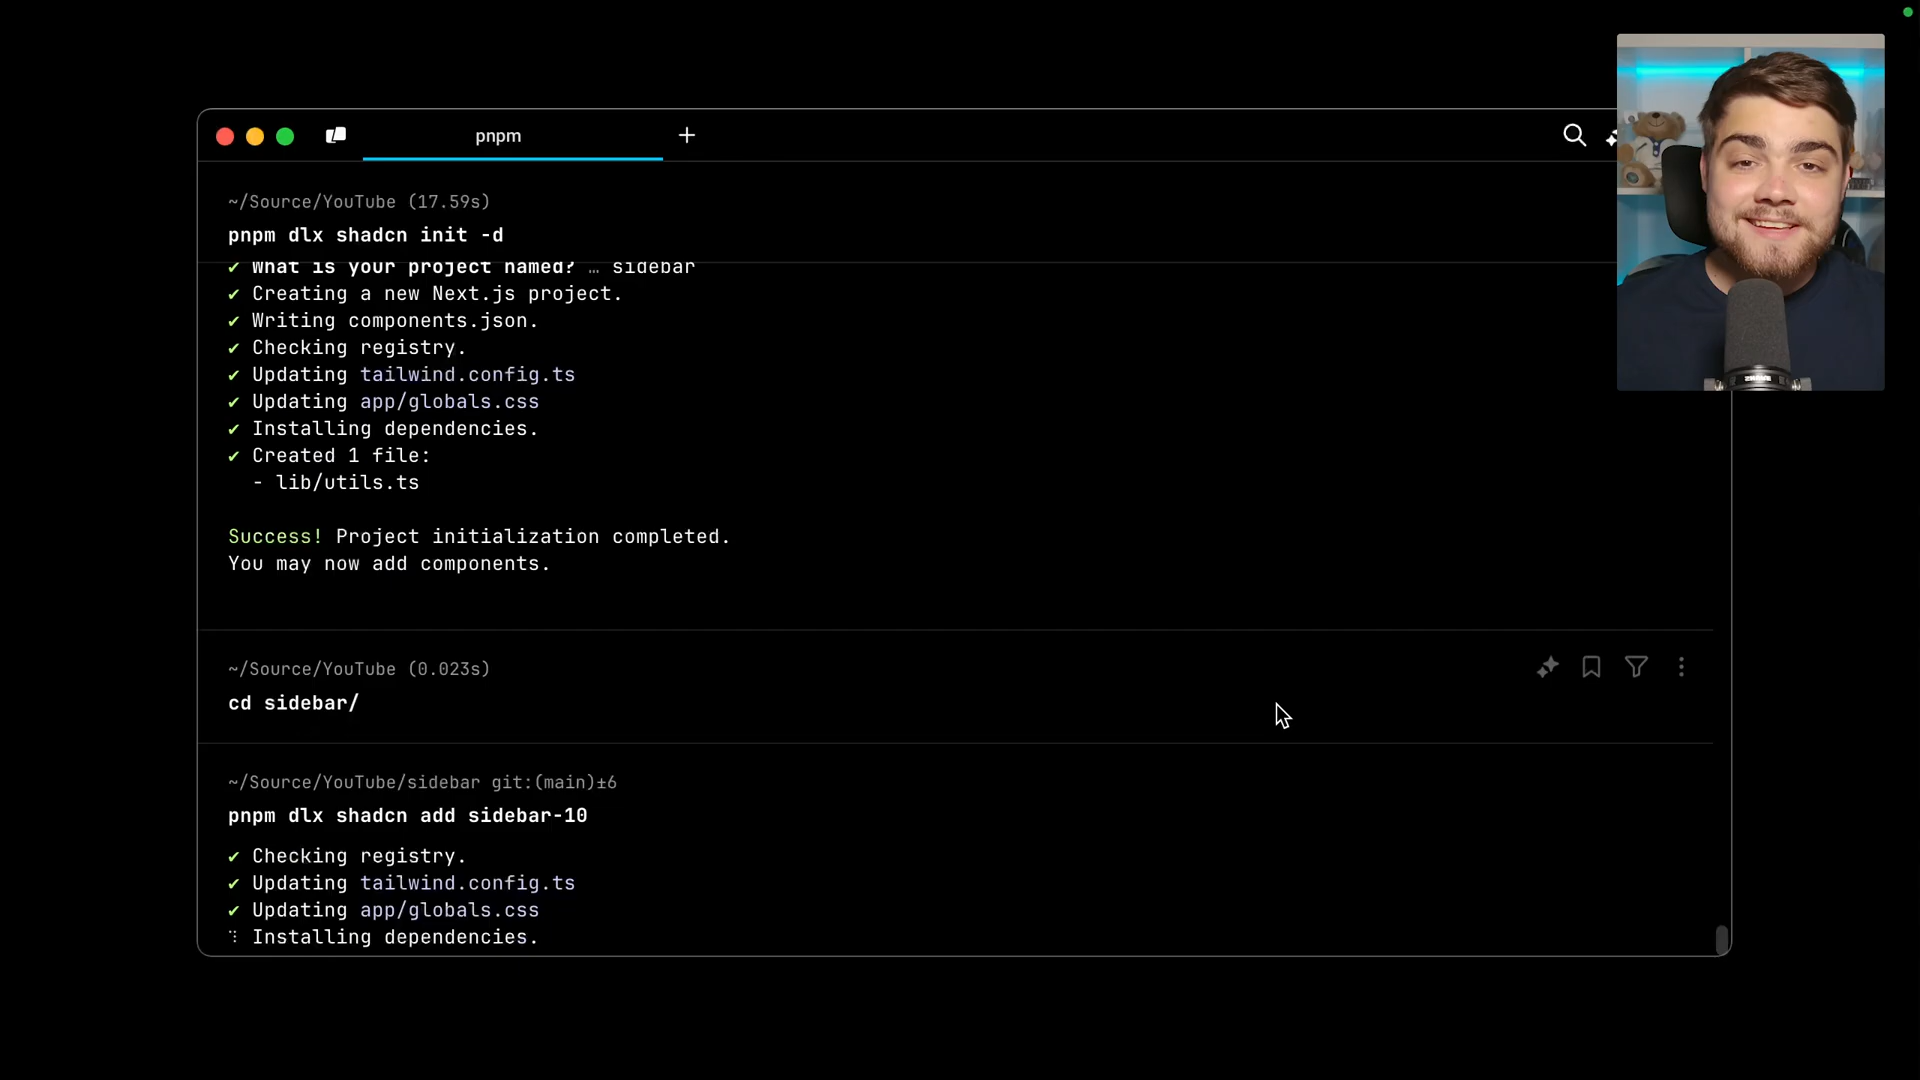 pnpm
~/Source/YouTube (17.59s)
pnpm dlx shadcn init -d
✔ What is your project named? … sidebar
✔ Creating a new Next.js project.
✔ Writing components.json.
✔ Checking registry.
✔ Updating tailwind.config.ts
✔ Updating app/globals.css
✔ Installing dependencies.
✔ Created 1 file:
- lib/utils.ts
Success! Project initialization completed.
You may now add components.
~/Source/YouTube (0.023s)
cd sidebar/
~/Source/YouTube/sidebar git:(main)±6
pnpm dlx shadcn add sidebar-10
✔ Checking registry.
✔ Updating tailwind.config.ts
✔ Updating app/globals.css
Installing dependencies.
SHURE